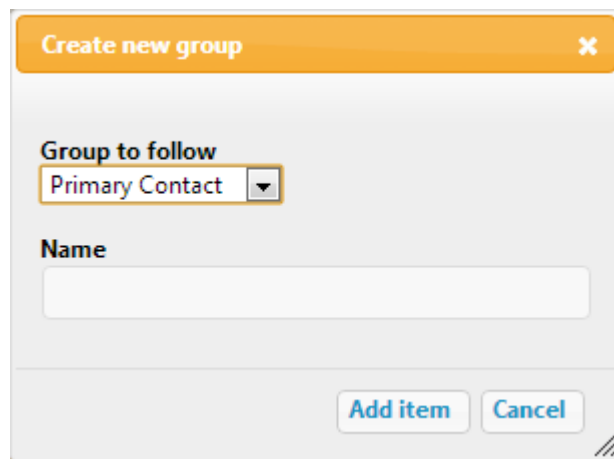 Create new group
Group to follow
Primary Contact
Name
Add item Cancel